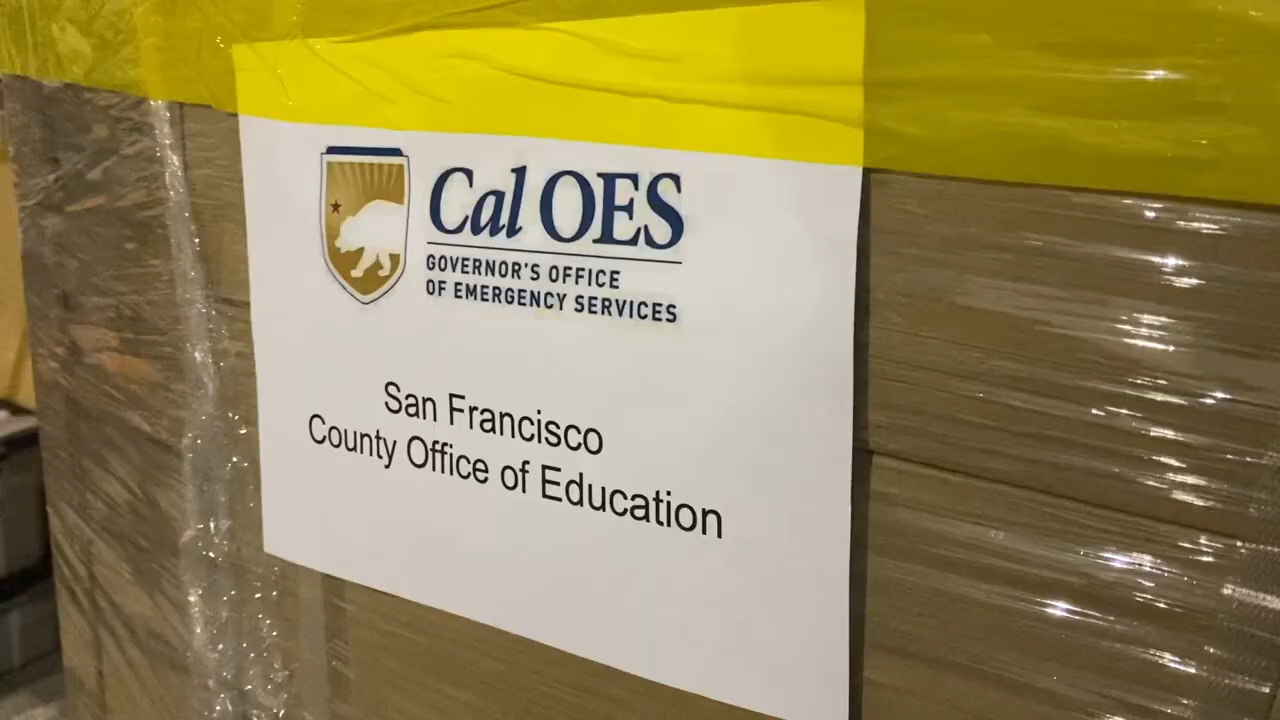 Cal OES
GOVERNOR'S OFFICE
OF EMERGENCY SERVICES
San Francisco
County Office of Education